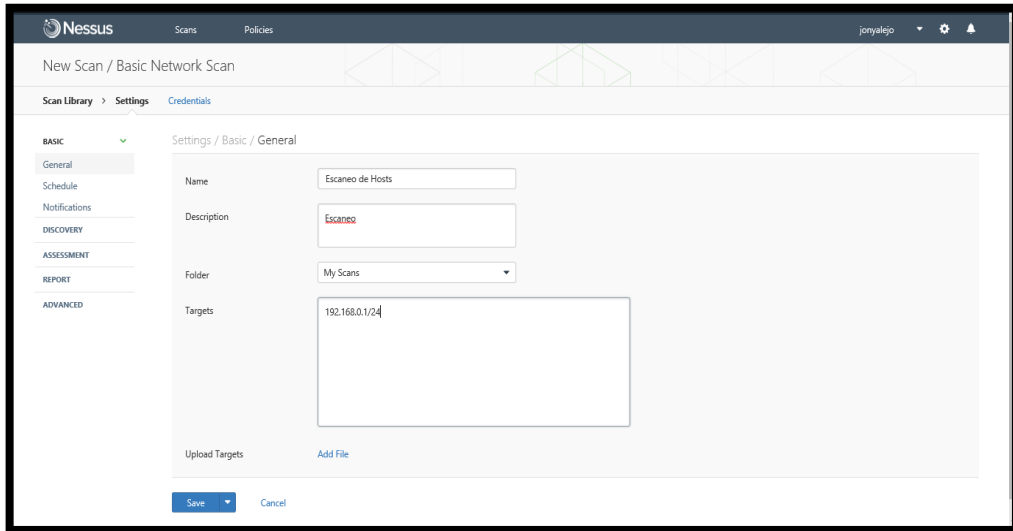 Nessus Scans Policies jonyalejo
New Scan / Basic Network Scan
Scan Library > Settings Credentials
BASIC
General
Schedule
Notifications
DISCOVERY
ASSESSMENT
REPORT
ADVANCED
Settings / Basic / General
Name Escaneo de Hosts
Description Escaneo
Folder My Scans
Targets 192.168.0.1/24
Upload Targets Add File
Save Cancel